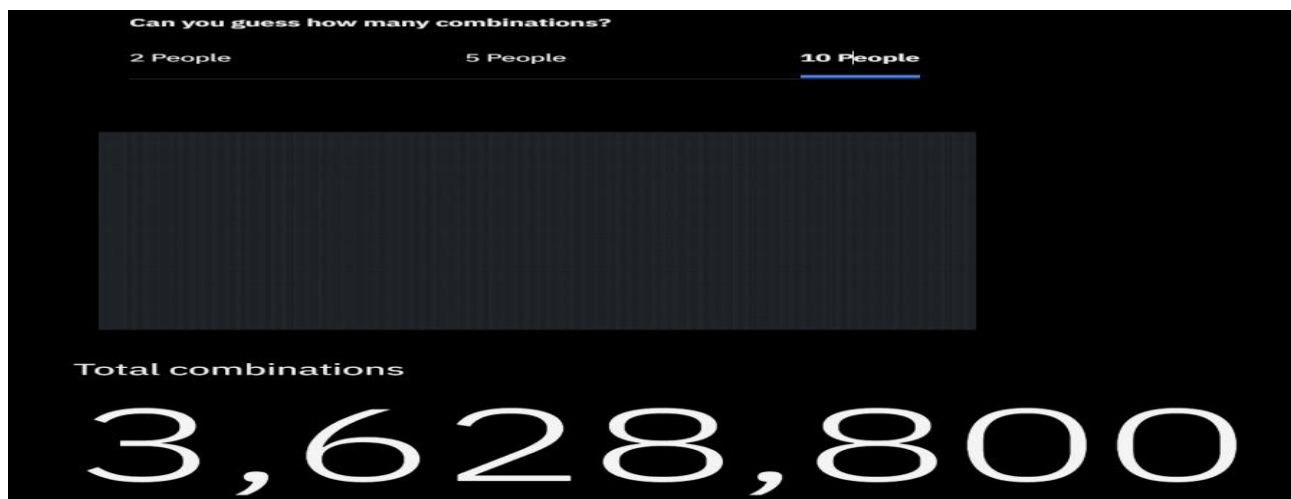 Can you guess how many combinations?
2 People 5 People 10 People
Total combinations
3,628,800